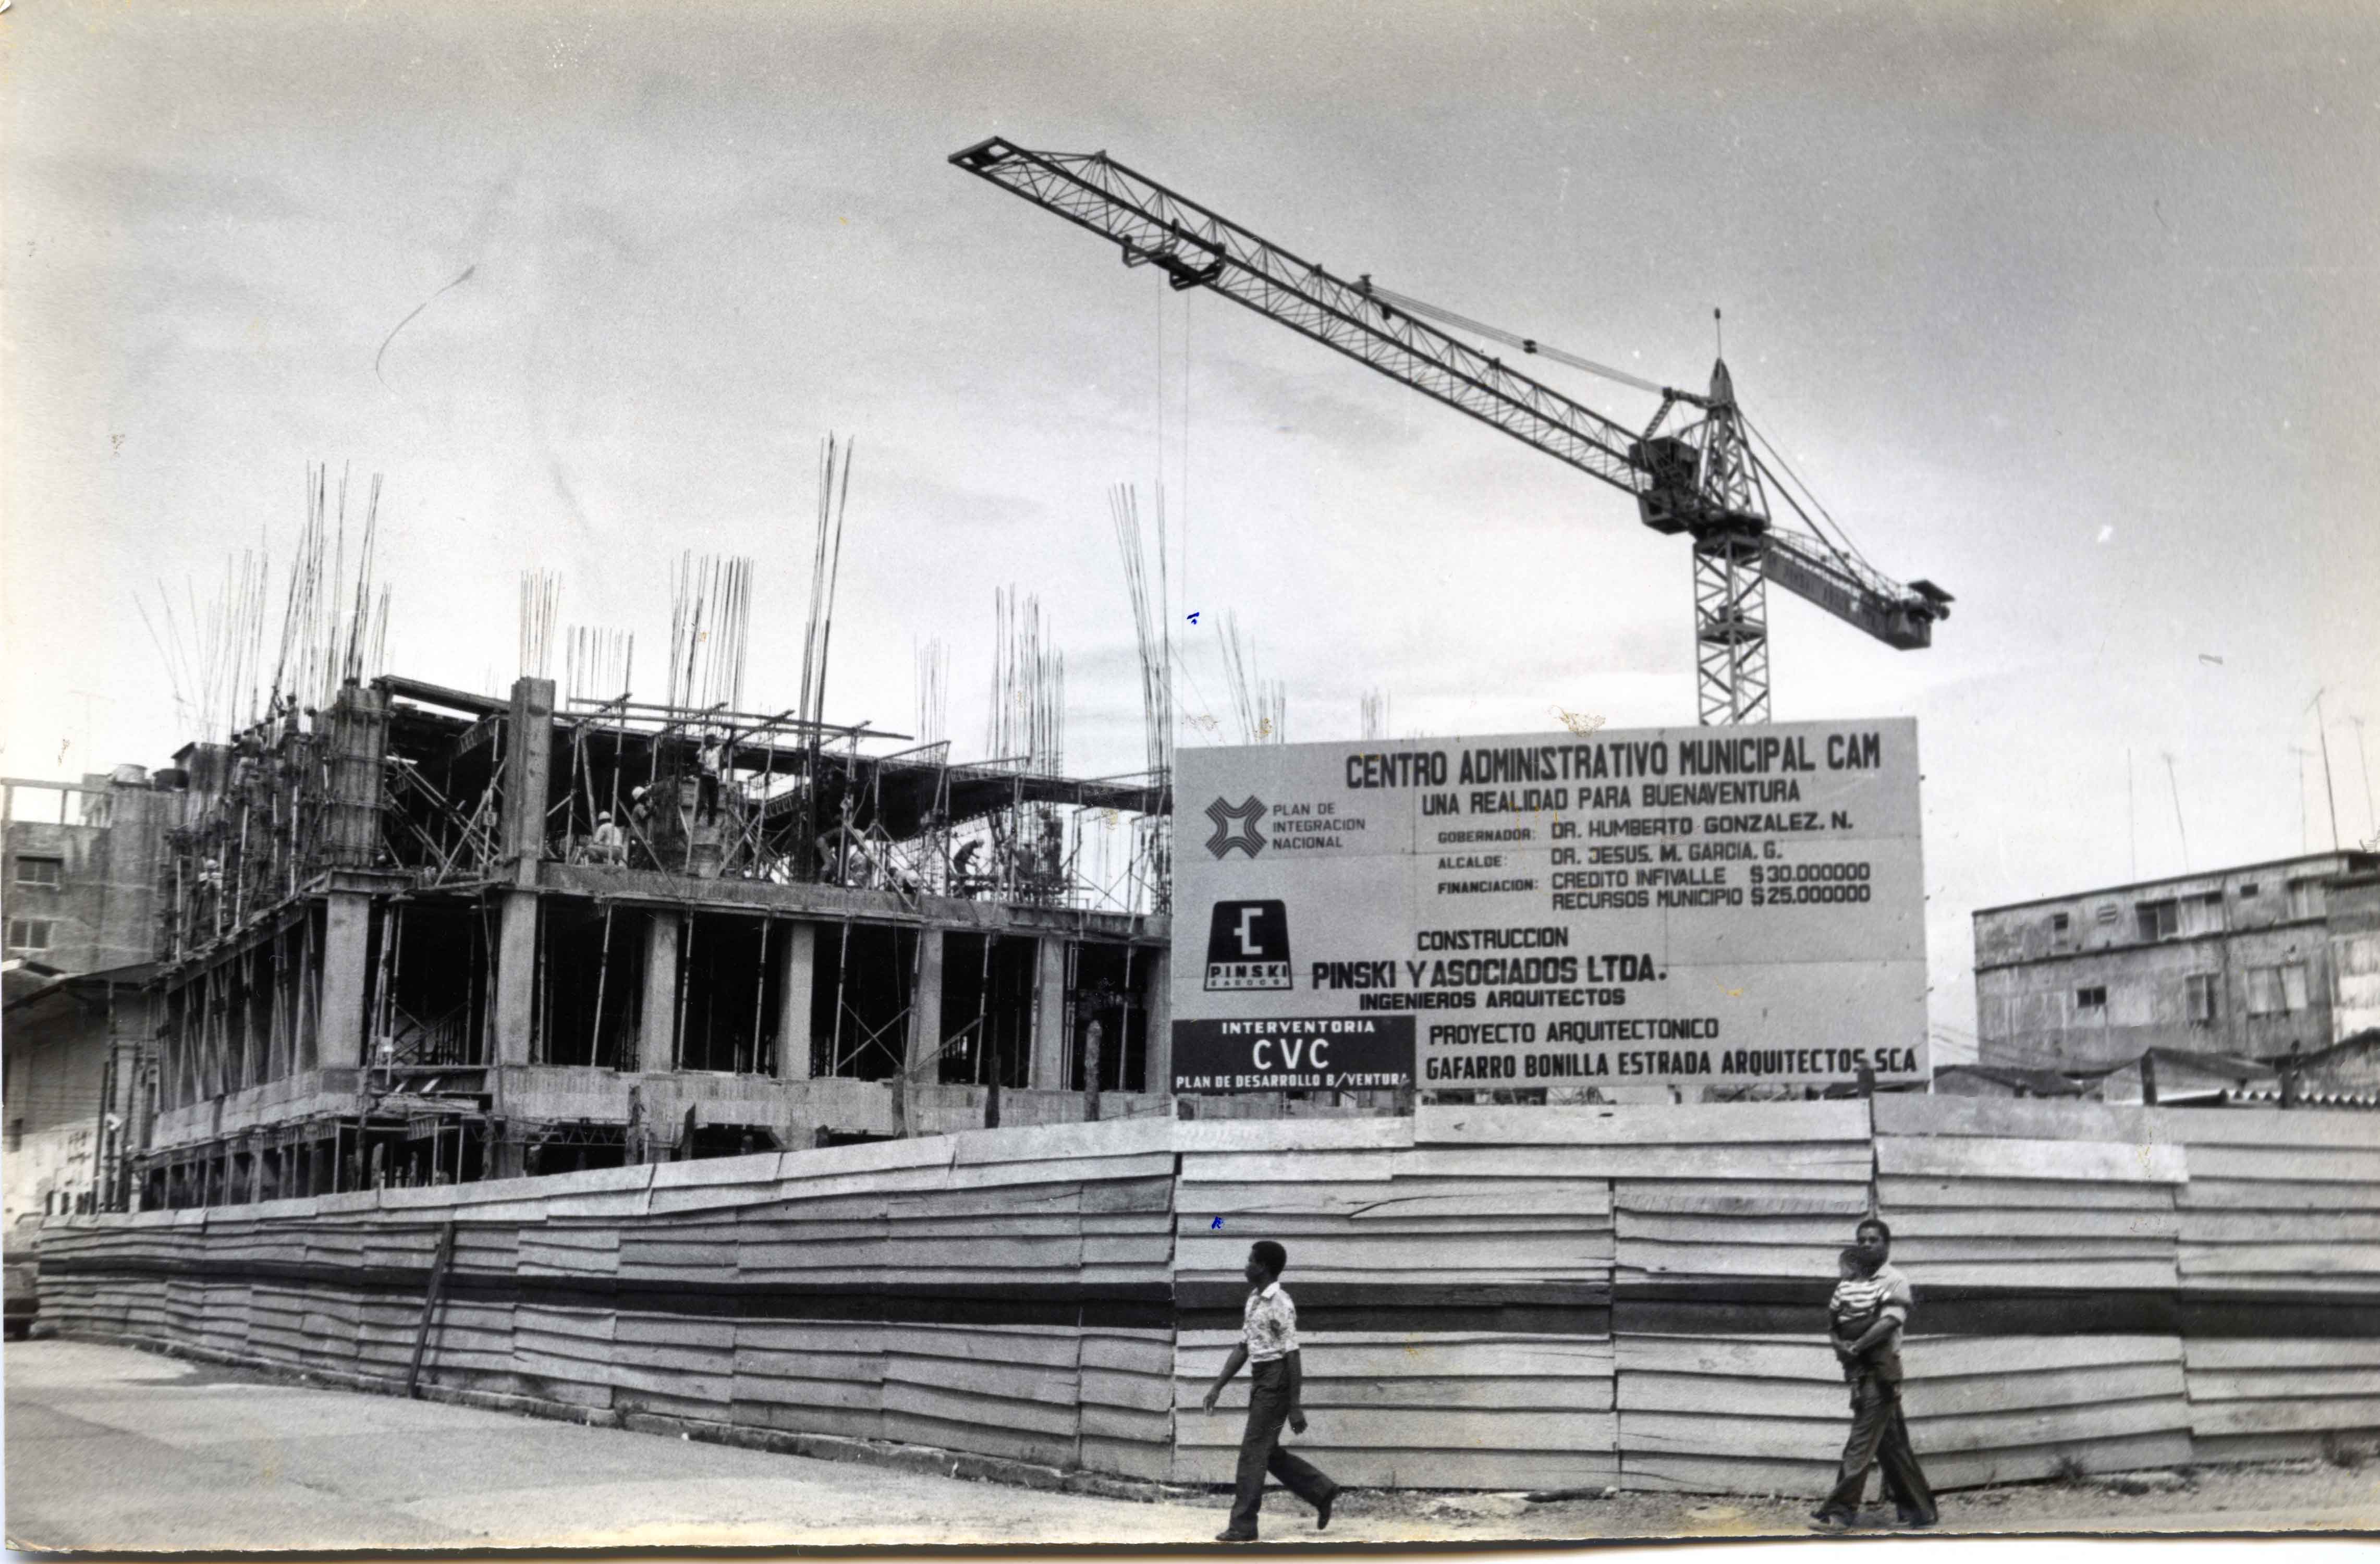 CENTRO ADMINISTRATIVO MUNICIPAL CAM
UNA REALIDAD PARA BUENAVENTURA
PLAN DE
INTEGRACION
NACIONAL
GOBERNADOR: DR. HUMBERTO GONZALEZ. N.
ALCALDE: DR. JESUS. M. GARCIA. G.
FINANCIACION: CREDITO INFIVALLE $30.000000
RECURSOS MUNICIPIO $25.000000
CONSTRUCCION
PINSKI Y ASOCIADOS LTDA.
INGENIEROS ARQUITECTOS
PINSKI
& ASOCOS.
INTERVENTORIA
CVC
PLAN DE DESARROLLO B/VENTURA
PROYECTO ARQUITECTONICO
GAFARRO BONILLA ESTRADA ARQUITECTOS SCA